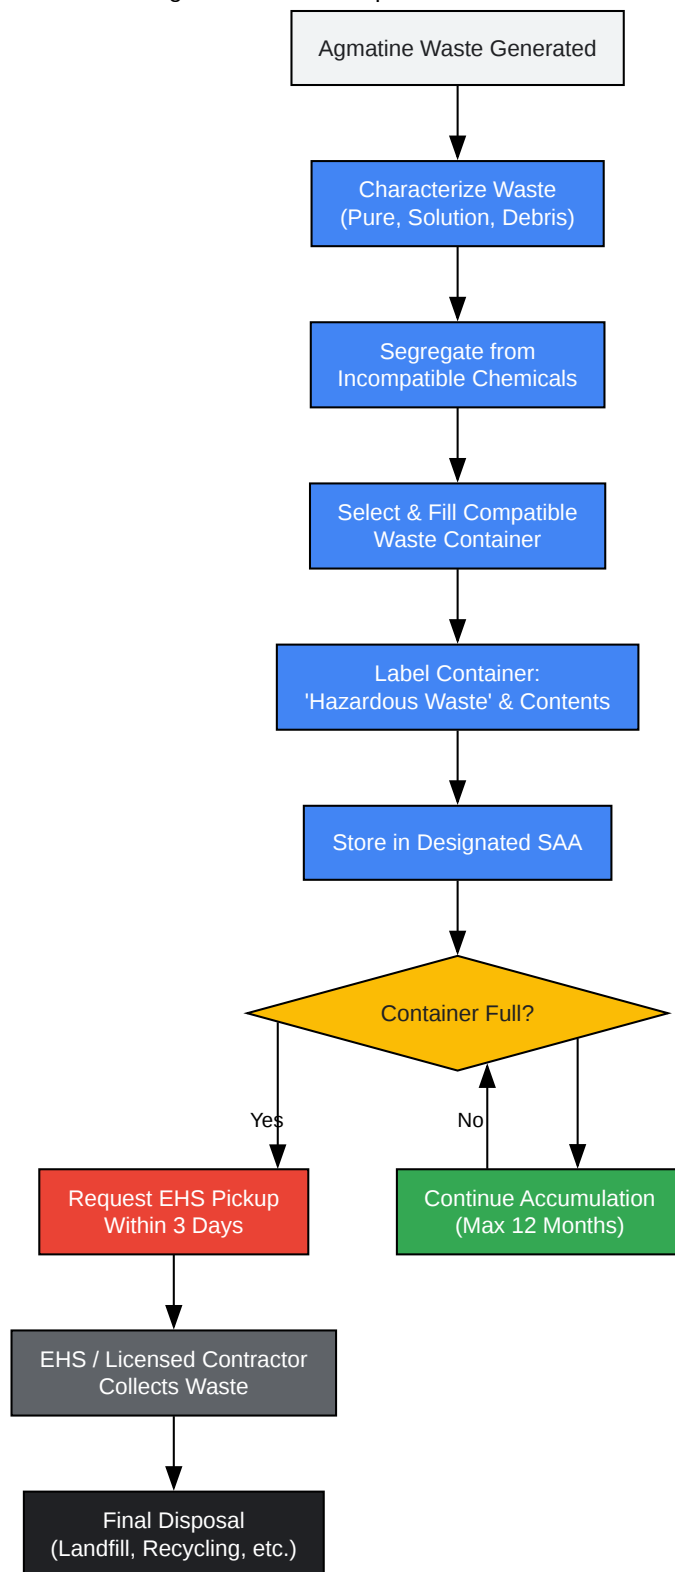 Agmatine Waste Generated
Characterize Waste
(Pure, Solution, Debris)
Segregate from
Incompatible Chemicals
Select & Fill Compatible
Waste Container
Label Container:
'Hazardous Waste' & Contents
Store in Designated SAA
Container Full?
Yes
No
Request EHS Pickup
Within 3 Days
Continue Accumulation
(Max 12 Months)
EHS / Licensed Contractor
Collects Waste
Final Disposal
(Landfill, Recycling, etc.)